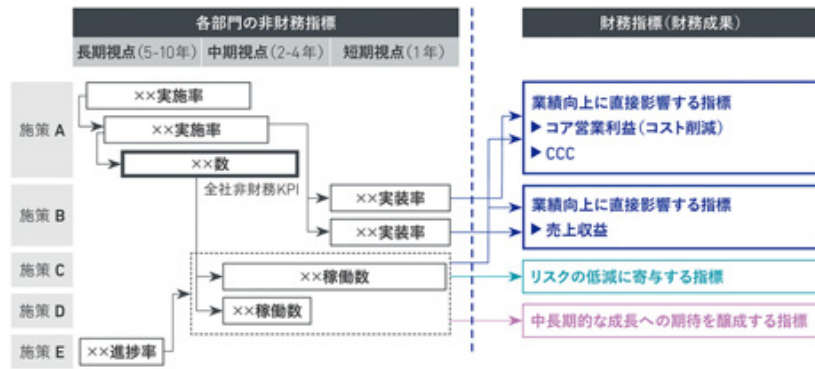 各部門の非財務指標
財務指標(財務成果)
長期視点(5-10年)
中期視点(2-4年)
短期視点(1年)
施策 A
××実施率
××実施率
××数
全社非財務KPI
業績向上に直接影響する指標
▶ コア営業利益(コスト削減)
▶ CCC
施策 B
××実装率
××実装率
業績向上に直接影響する指標
▶ 売上収益
施策 C
××稼働数
リスクの低減に寄与する指標
施策 D
××稼働数
中長期的な成長への期待を醸成する指標
施策 E
××進捗率